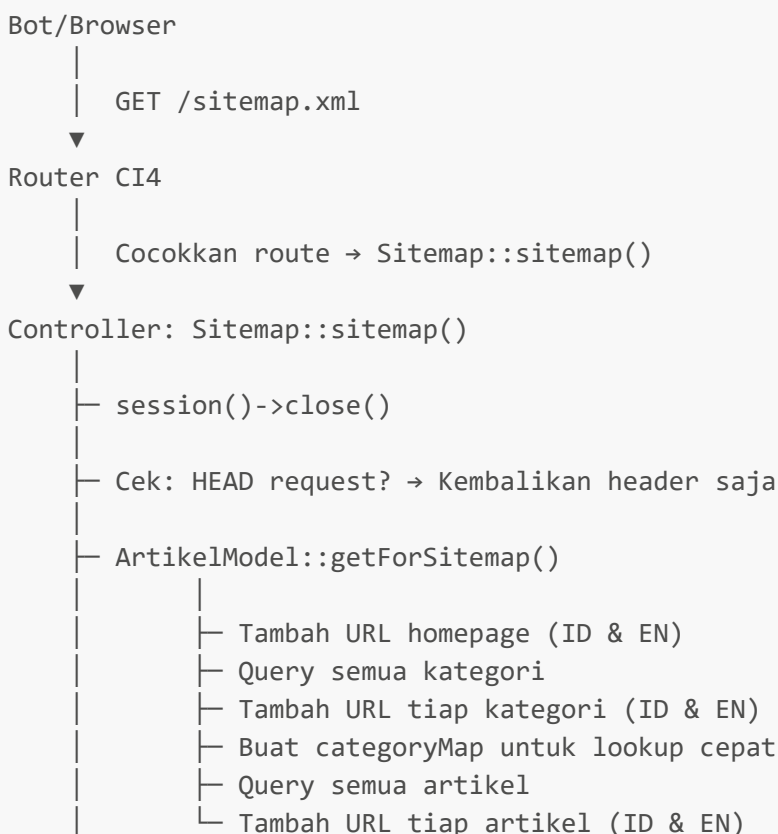 Bot/Browser
│
│  GET /sitemap.xml
▼
Router CI4
│
│  Cocokkan route → Sitemap::sitemap()
▼
Controller: Sitemap::sitemap()
│
├─ session()->close()
│
├─ Cek: HEAD request? → Kembalikan header saja
│
├─ ArtikelModel::getForSitemap()
│       │
│       ├─ Tambah URL homepage (ID & EN)
│       ├─ Query semua kategori
│       ├─ Tambah URL tiap kategori (ID & EN)
│       ├─ Buat categoryMap untuk lookup cepat
│       ├─ Query semua artikel
│       └─ Tambah URL tiap artikel (ID & EN)